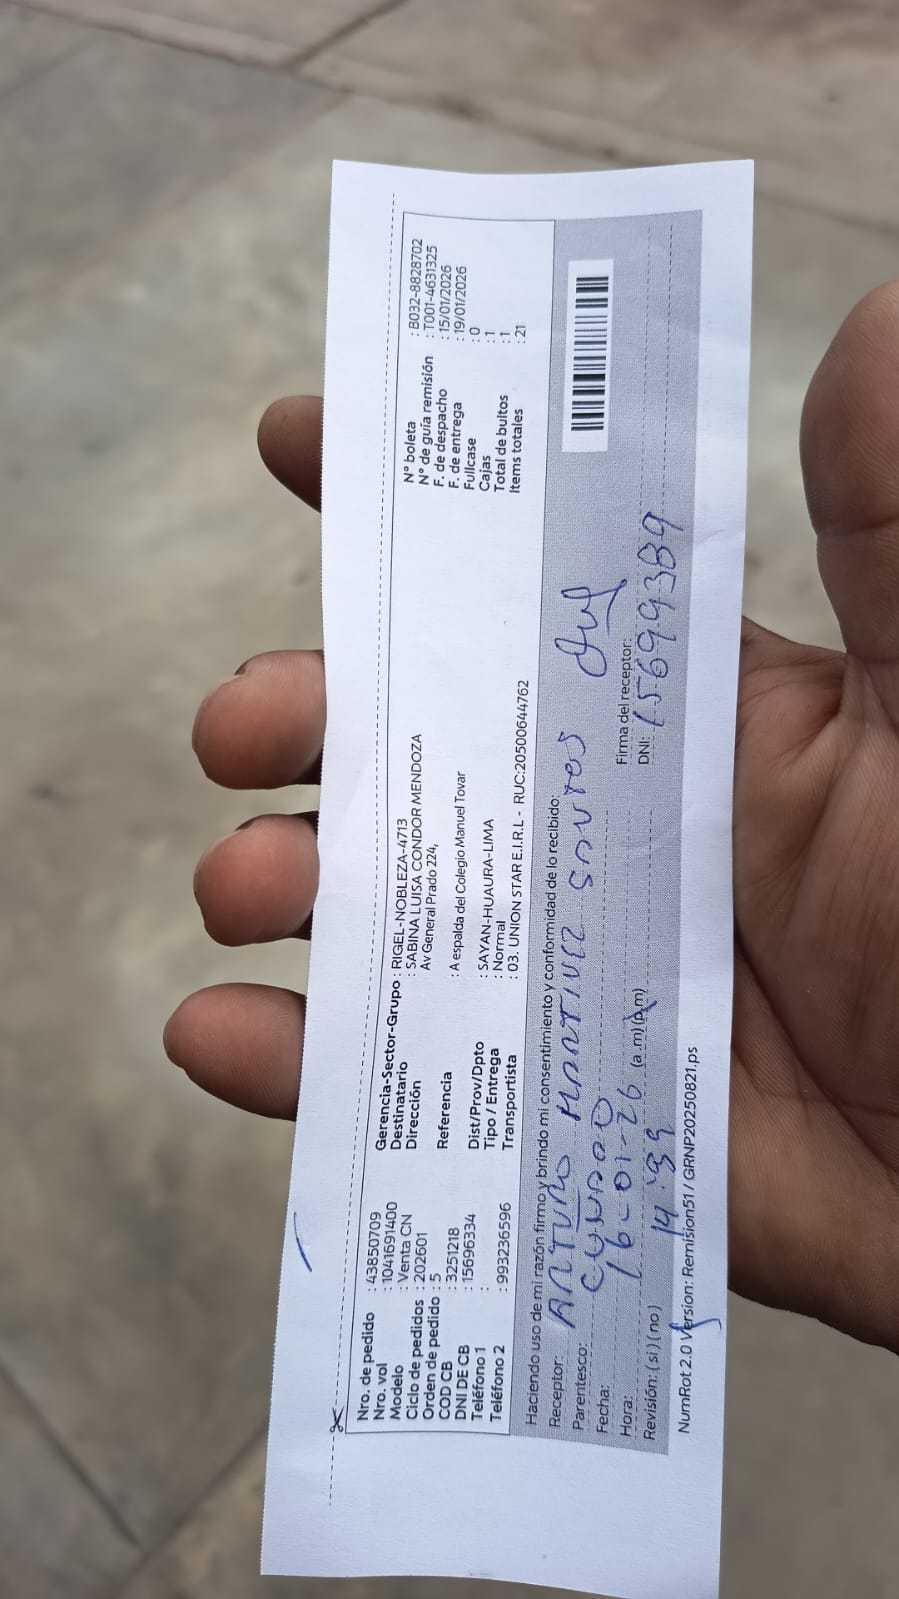 Nro. de pedido : 43850709
Nro. vol : 1041691400
Modelo : Venta CN
Ciclo de pedidos : 202601
Orden de pedido : 5
COD CB : 3251218
DNI DE CB : 15696334
Teléfono 1 :
Teléfono 2 : 993236596
Gerencia-Sector-Grupo : RIGEL-NOBLEZA-4713
Destinatario : SABINA LUISA CONDOR MENDOZA
Dirección Av General Prado 224,
Referencia : A espalda del Colegio Manuel Tovar
Dist/Prov/Dpto : SAYAN-HUAURA-LIMA
Tipo / Entrega : Normal
Transportista : 03. UNION STAR E.I.R.L - RUC:20500644762
N° boleta : B032-8828702
N° de guía remisión : T001-4631325
F. de despacho : 15/01/2026
F. de entrega : 19/01/2026
Fullcase : 0
Cajas : 1
Total de bultos : 1
Items totales : 21
Haciendo uso de mi razón firmo y brindo mi consentimiento y conformidad de lo recibido:
Receptor: ARTURO MARTINEZ SANTOS
Parentesco: CUÑADO
Fecha: 16-01-26
Hora: 14:39 (a .m) (p.m)
Revisión: ( si ) ( no )
Firma del receptor:
DNI: 15699389
NumRot 2.0 Version: Remision51 / GRNP20250821.ps